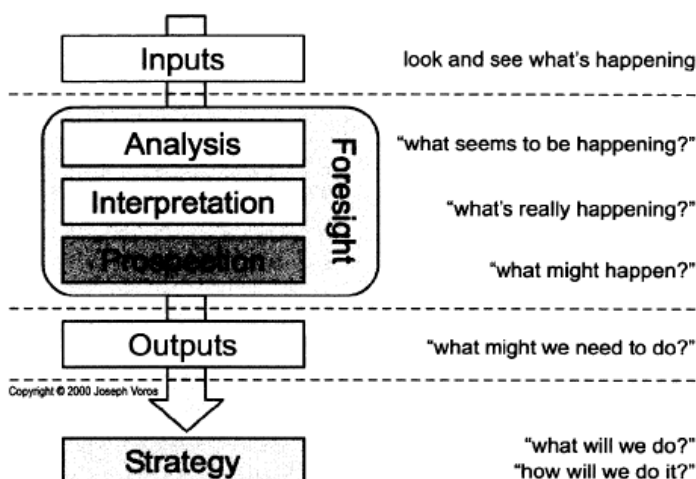 Inputs
look and see what's happening
Analysis
"what seems to be happening?"
Foresight
Interpretation
"what's really happening?"
Prospection
"what might happen?"
Outputs
"what might we need to do?"
Copyright © 2000 Joseph Voros
Strategy
"what will we do?"
"how will we do it?"